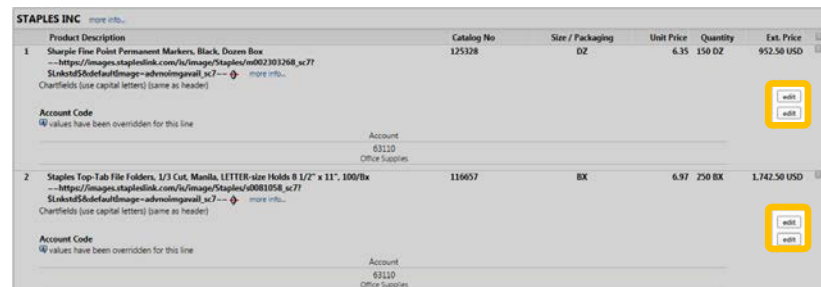 STAPLES INC more info...
Product Description Catalog No Size / Packaging Unit Price Quantity Ext. Price
1 Sharpie Fine Point Permanent Markers, Black, Dozen Box 125328 DZ 6.35 150 DZ 952.50 USD
~~https://images.stapleslink.com/is/image/Staples/m002303268_sc7?
$Lnkstd$&defaultImage=advnoimgavail_sc7~~ more info...
Chartfields (use capital letters) (same as header)
edit
Account Code edit
values have been overridden for this line
Account
63110
Office Supplies
2 Staples Top-Tab File Folders, 1/3 Cut, Manila, LETTER-size Holds 8 1/2" x 11", 100/Bx 116657 BX 6.97 250 BX 1,742.50 USD
~~https://images.stapleslink.com/is/image/Staples/s0081058_sc7?
$Lnkstd$&defaultImage=advnoimgavail_sc7~~ more info...
Chartfields (use capital letters) (same as header)
edit
Account Code edit
values have been overridden for this line
Account
63110
Office Supplies